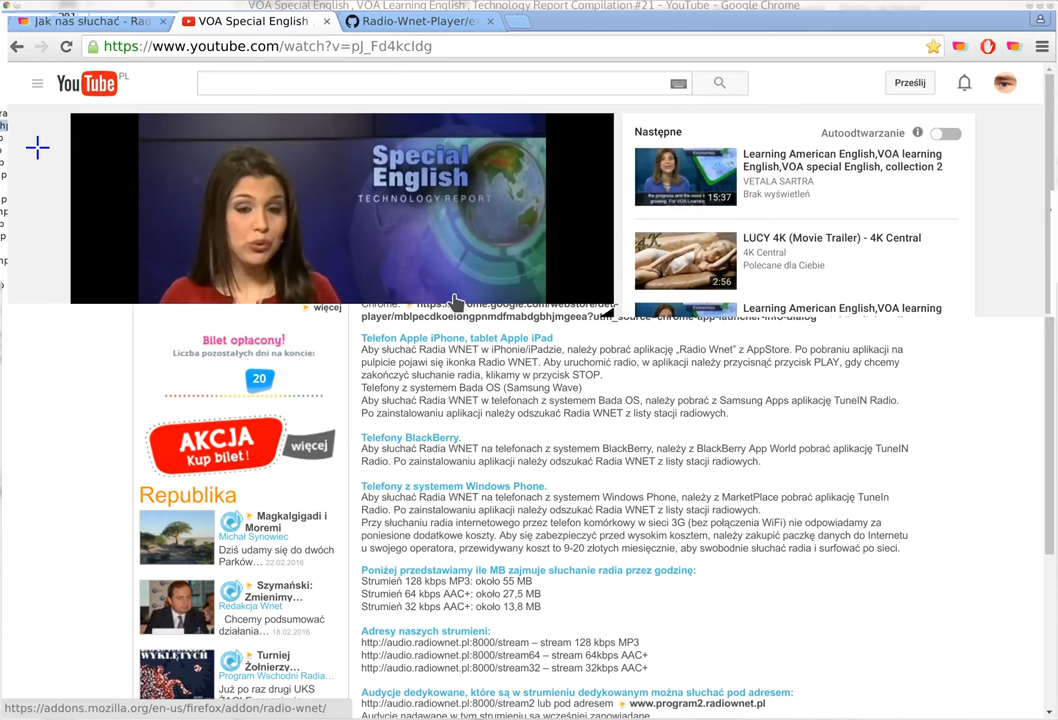 VOA Special English , VOA Learning English , Technology Report Compilation #21 - YouTube - Google Chrome
Jak nas słuchać - Rad
VOA Special English
Radio-Wnet-Player/ex
https://www.youtube.com/watch?v=pJ_Fd4kcIdg
YouTube PL
Prześlij
Special
English
TECHNOLOGY REPORT
Następne
Autoodtwarzanie
Learning American English,VOA learning
English,VOA special English, collection 2
VETALA SARTRA
Brak wyświetleń
15:37
LUCY 4K (Movie Trailer) - 4K Central
4K Central
Polecane dla Ciebie
2:56
Learning American English,VOA learning
więcej
player/mblpecdkoelongpnmdfmabdgbhjmgeea?utm_source=chrome-app-launcher-info-dialog
Bilet opłacony!
Liczba pozostałych dni na koncie:
20
AKCJA
Kup bilet!
więcej
Republika
Magkalgigadi i
Moremi
Michał Synowiec
Dziś udamy się do dwóch
Parków... 22.02.2016
Szymański:
Zmienimy...
Redakcja Wnet
Chcemy podsumować
działania... 18.02.2016
WYKLĘTYCH
Turniej
Żołnierzy...
Program Wschodni Radia...
Już po raz drugi UKS
Telefon Apple iPhone, tablet Apple iPad
Aby słuchać Radia WNET w iPhonie/iPadzie, należy pobrać aplikację „Radio Wnet” z AppStore. Po pobraniu aplikacji na
pulpicie pojawi się ikonka Radio WNET. Aby uruchomić radio, w aplikacji należy przycisnąć przycisk PLAY, gdy chcemy
zakończyć słuchanie radia, klikamy w przycisk STOP.
Telefony z systemem Bada OS (Samsung Wave)
Aby słuchać Radia WNET w telefonach z systemem Bada OS, należy pobrać z Samsung Apps aplikację TuneIN Radio.
Po zainstalowaniu aplikacji należy odszukać Radia WNET z listy stacji radiowych.
Telefony BlackBerry.
Aby słuchać Radia WNET na telefonach z systemem BlackBerry, należy z BlackBerry App World pobrać aplikację TuneIN
Radio. Po zainstalowaniu aplikacji należy odszukać Radia WNET z listy stacji radiowych.
Telefony z systemem Windows Phone.
Aby słuchać Radia WNET na telefonach z systemem Windows Phone, należy z MarketPlace pobrać aplikację TuneIn
Radio. Po zainstalowaniu aplikacji należy odszukać Radia WNET z listy stacji radiowych.
Przy słuchaniu radia internetowego przez telefon komórkowy w sieci 3G (bez połączenia WiFi) nie odpowiadamy za
poniesione dodatkowe koszty. Aby się zabezpieczyć przed wysokim kosztem, należy zakupić paczkę danych do Internetu
u swojego operatora, przewidywany koszt to 9-20 złotych miesięcznie, aby swobodnie słuchać radia i surfować po sieci.
Poniżej przedstawiamy ile MB zajmuje słuchanie radia przez godzinę:
Strumień 128 kbps MP3: około 55 MB
Strumień 64 kbps AAC+: około 27,5 MB
Strumień 32 kbps AAC+: około 13,8 MB
Adresy naszych strumieni:
http://audio.radiownet.pl:8000/stream – stream 128 kbps MP3
http://audio.radiownet.pl:8000/stream64 – stream 64kbps AAC+
http://audio.radiownet.pl:8000/stream32 – stream 32kbps AAC+
Audycje dedykowane, które są w strumieniu dedykowanym można słuchać pod adresem:
http://audio.radiownet.pl:8000/stream2 lub pod adresem www.program2.radiownet.pl
Audycje nadawane w tym strumieniu są wcześniej zapowiadane
https://addons.mozilla.org/en-us/firefox/addon/radio-wnet/